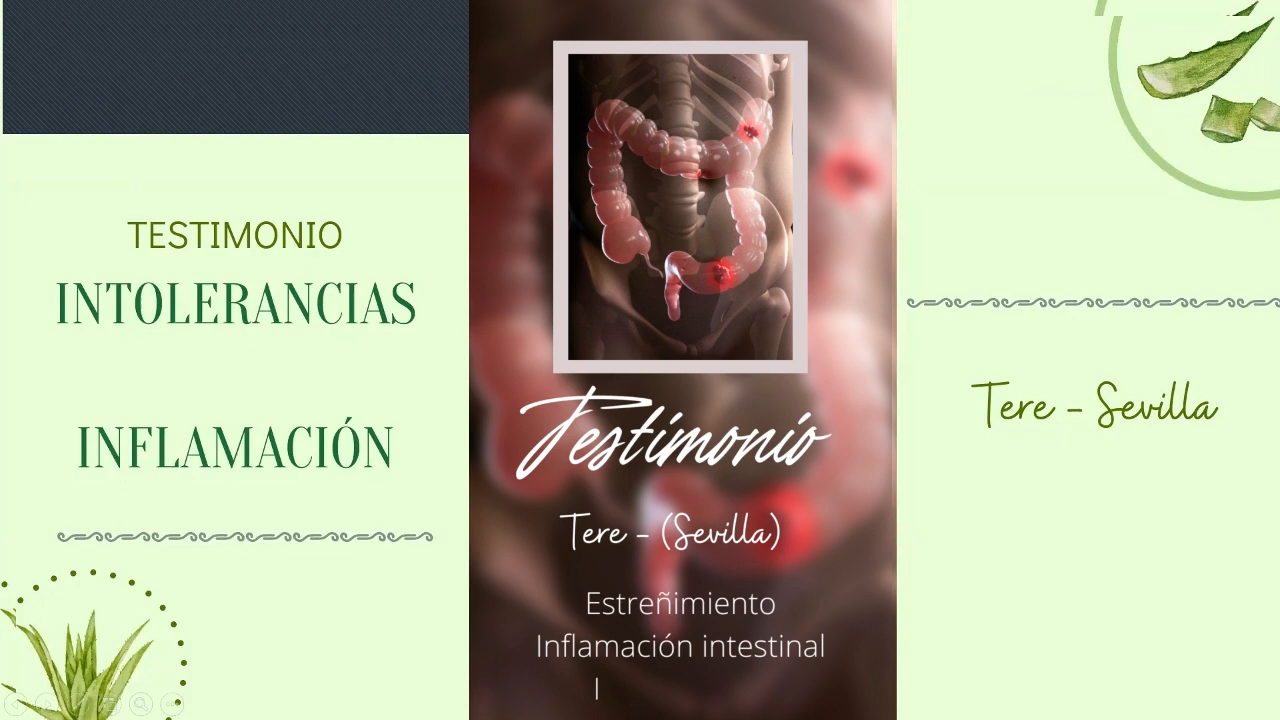 TESTIMONIO
INTOLERANCIAS
INFLAMACIÓN
Testimonio
Tere - (Sevilla)
Estreñimiento
Inflamación intestinal
I
Tere - Sevilla